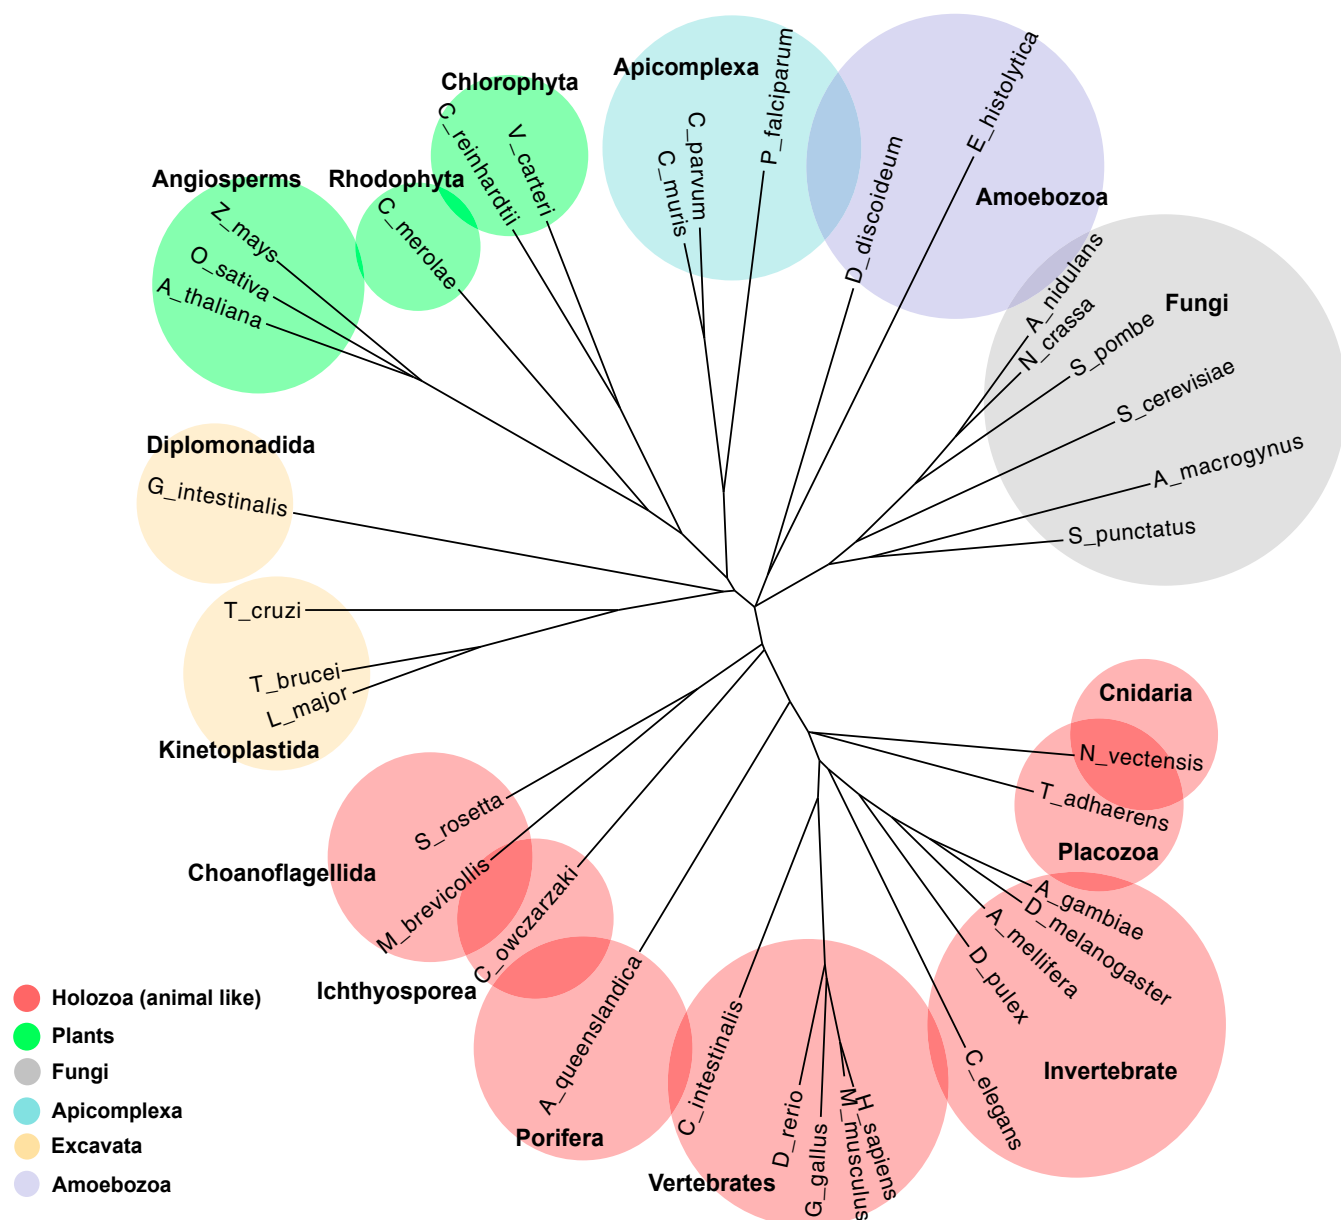 Apicomplexa
P_falciparum
C_parvum
C_muris
E_histolytica
D_discoideum
Amoebozoa
Chlorophyta
C_reinhardtii
V_carteri
Angiosperms
Rhodophyta
Z_mays
O_sativa
A_thaliana
C_merolae
A_nidulans
N_crassa
Fungi
S_pombe
S_cerevisiae
A_macrogynus
S_punctatus
Diplomonadida
G_intestinalis
T_cruzi
T_brucei
L_major
Kinetoplastida
Cnidaria
N_vectensis
T_adhaerens
Placozoa
S_rosetta
Choanoflagellida
M_brevicollis
C_owczarzaki
Ichthyosporea
A_queenslandica
Porifera
C_intestinalis
D_rerio
G_gallus
M_musculus
H_sapiens
Vertebrates
A_gambiae
D_melanogaster
A_mellifera
D_pulex
C_elegans
Invertebrate
Holozoa (animal like)
Plants
Fungi
Apicomplexa
Excavata
Amoebozoa